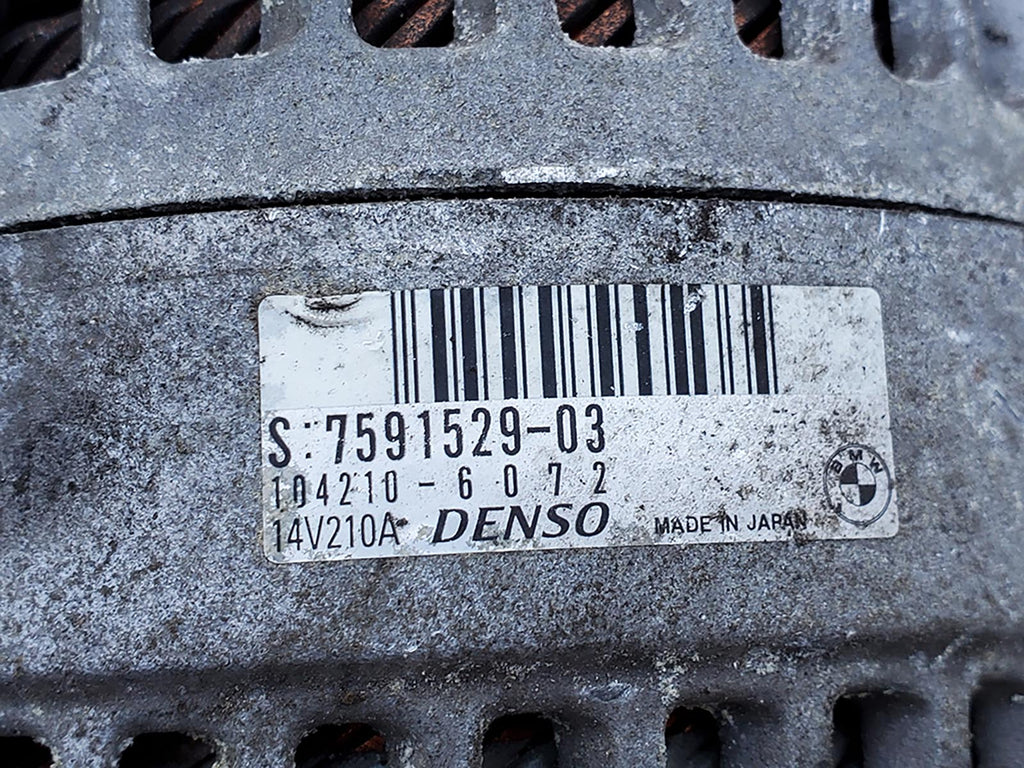 S:7591529-03
104210-6072
14V210A DENSO MADE IN JAPAN
BMW